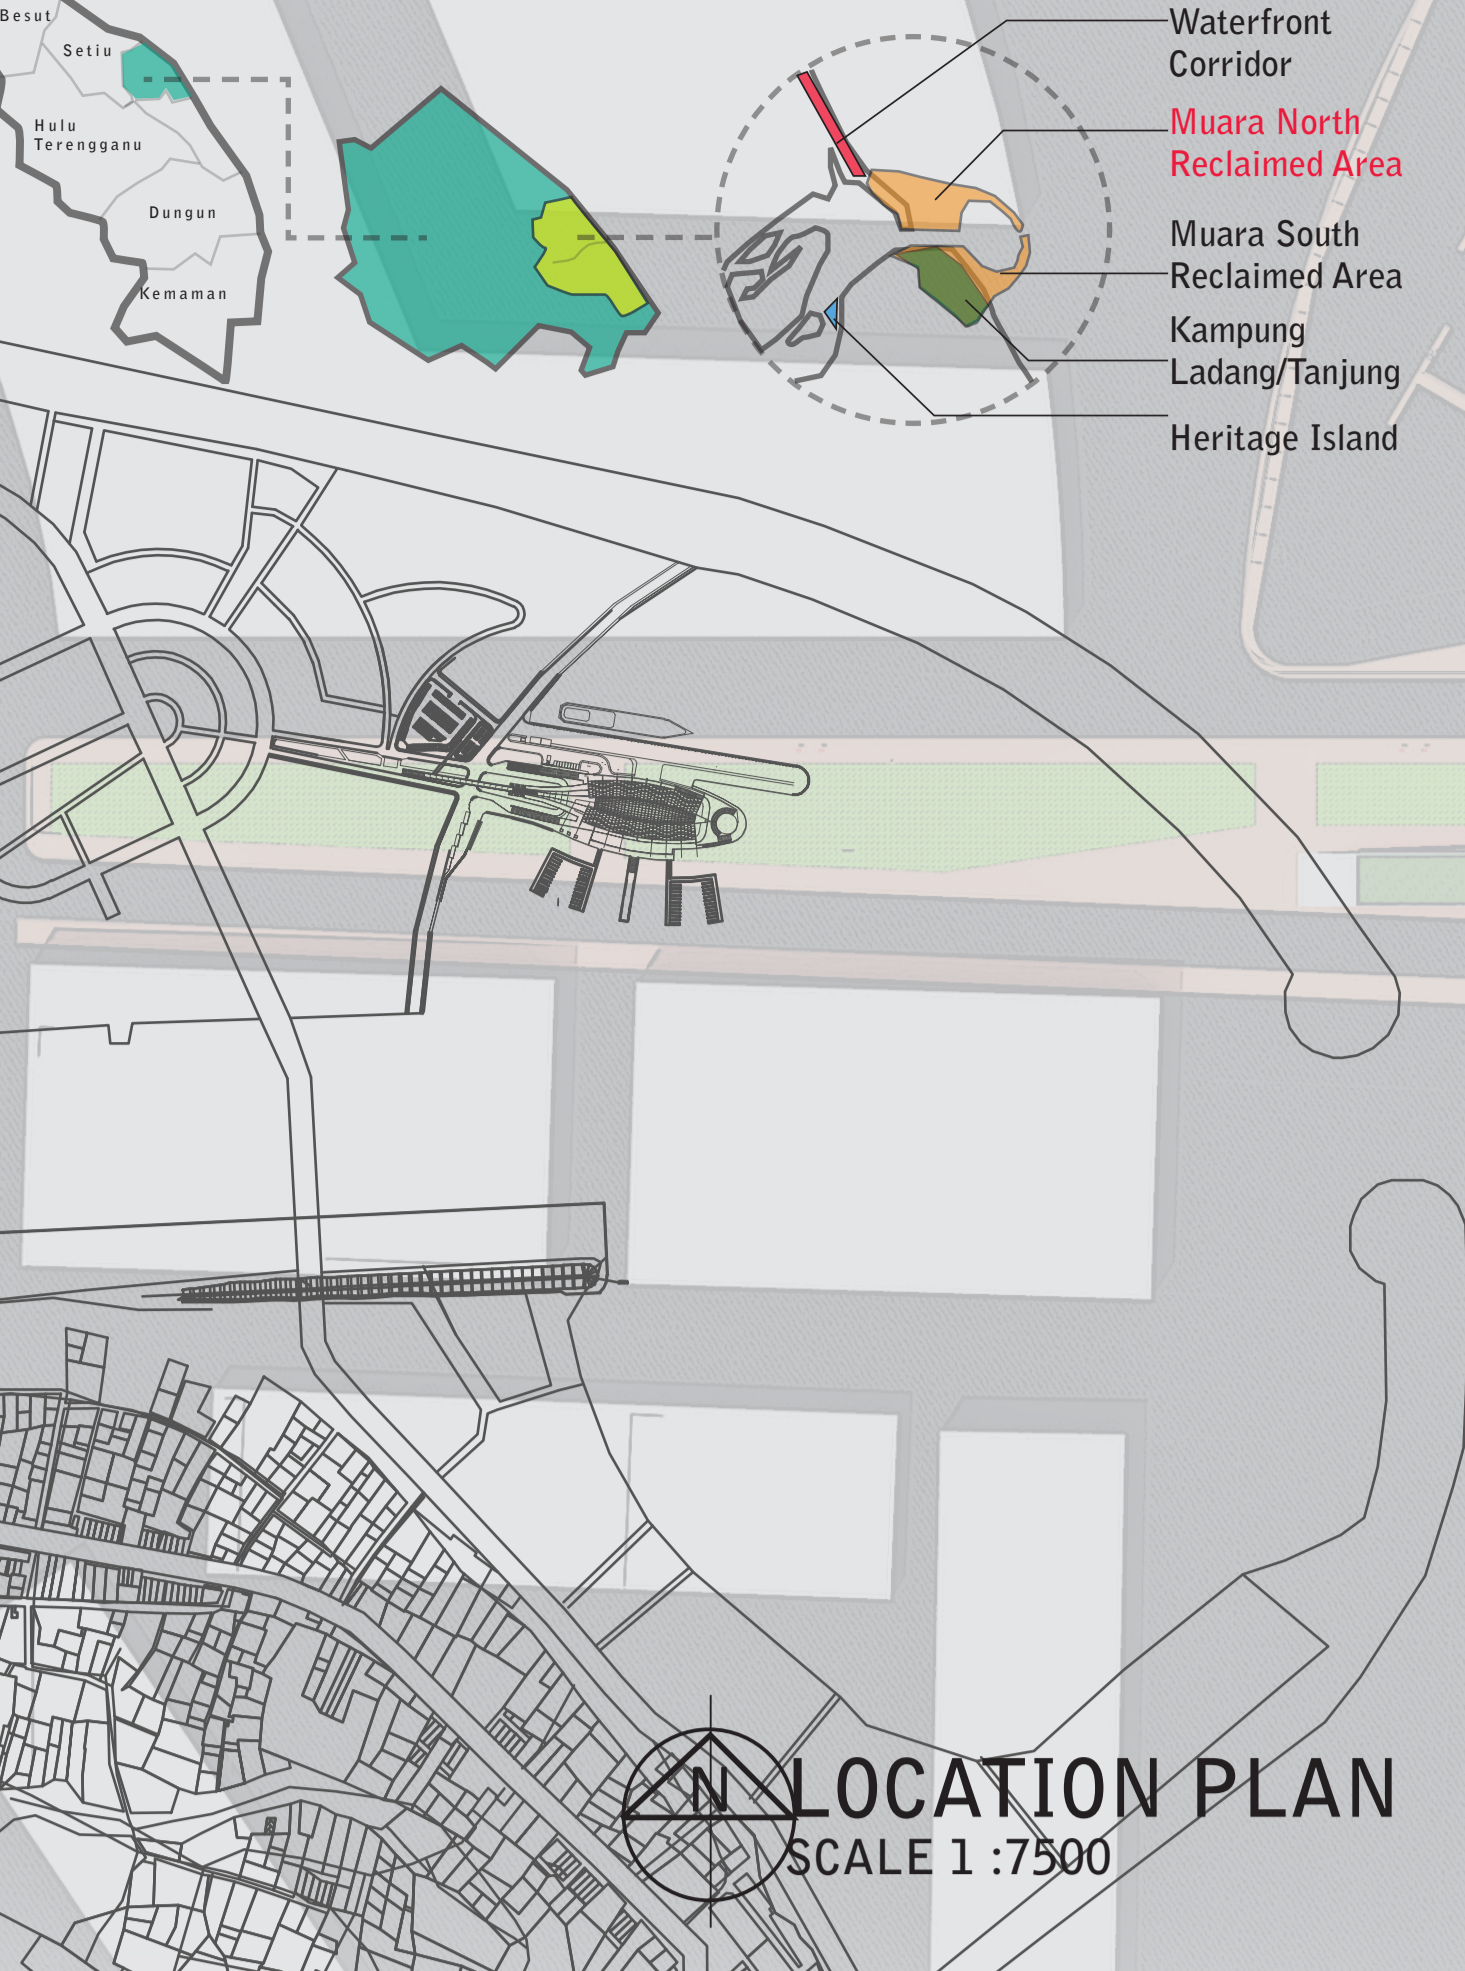 Besut
Setiu
Hulu
Terengganu
Dungun
Kemaman
Waterfront
Corridor
Muara North
Reclaimed Area
Muara South
Reclaimed Area
Kampung
Ladang/Tanjung
Heritage Island
N
LOCATION PLAN
SCALE 1 :7500